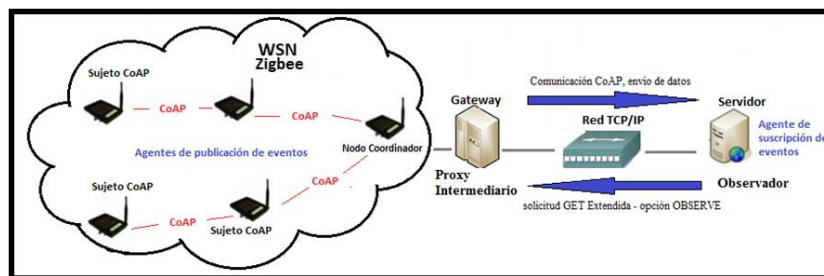 WSN
Zigbee
Sujeto CoAP
CoAP
CoAP
Agentes de publicación de eventos
Nodo Coordinador
CoAP
Sujeto CoAP
CoAP
Sujeto CoAP
Gateway
Proxy
Intermediario
Comunicación CoAP, envio de datos
Red TCP/IP
Servidor
Agente de
suscripción de
eventos
Observador
solicitud GET Extendida - opción OBSERVE